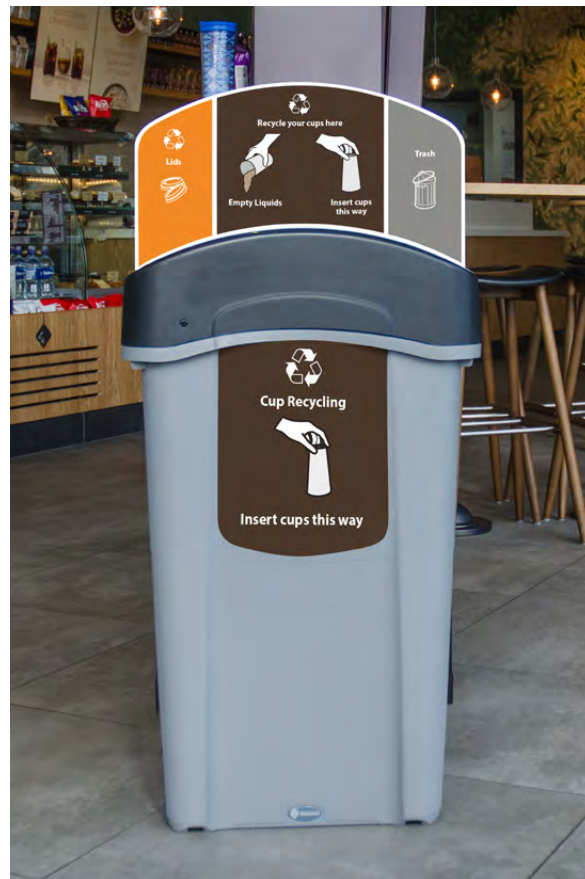 Recycle your cups here
Lids
Empty Liquids
Insert cups
this way
Trash
Cup Recycling
Insert cups this way